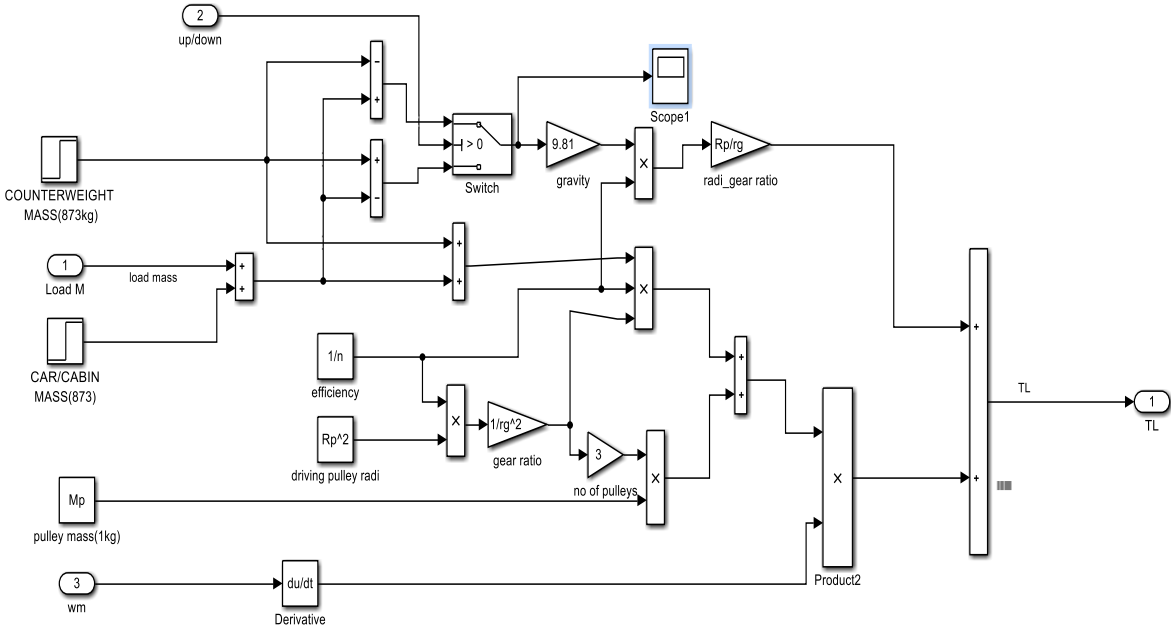 2
up/down
−
+
Scope1
> 0
Switch
9.81
gravity
×
Rp/rg
radi_gear ratio
+
−
COUNTERWEIGHT
MASS(873kg)
1
Load M
load mass
+
+
+
+
×
CAR/CABIN
MASS(873)
1/n
efficiency
+
+
+
TL
1
TL
×
1/rg^2
gear ratio
Rp^2
driving pulley radi
3
no of pulleys
×
×
Product2
+
Mp
pulley mass(1kg)
3
wm
du/dt
Derivative